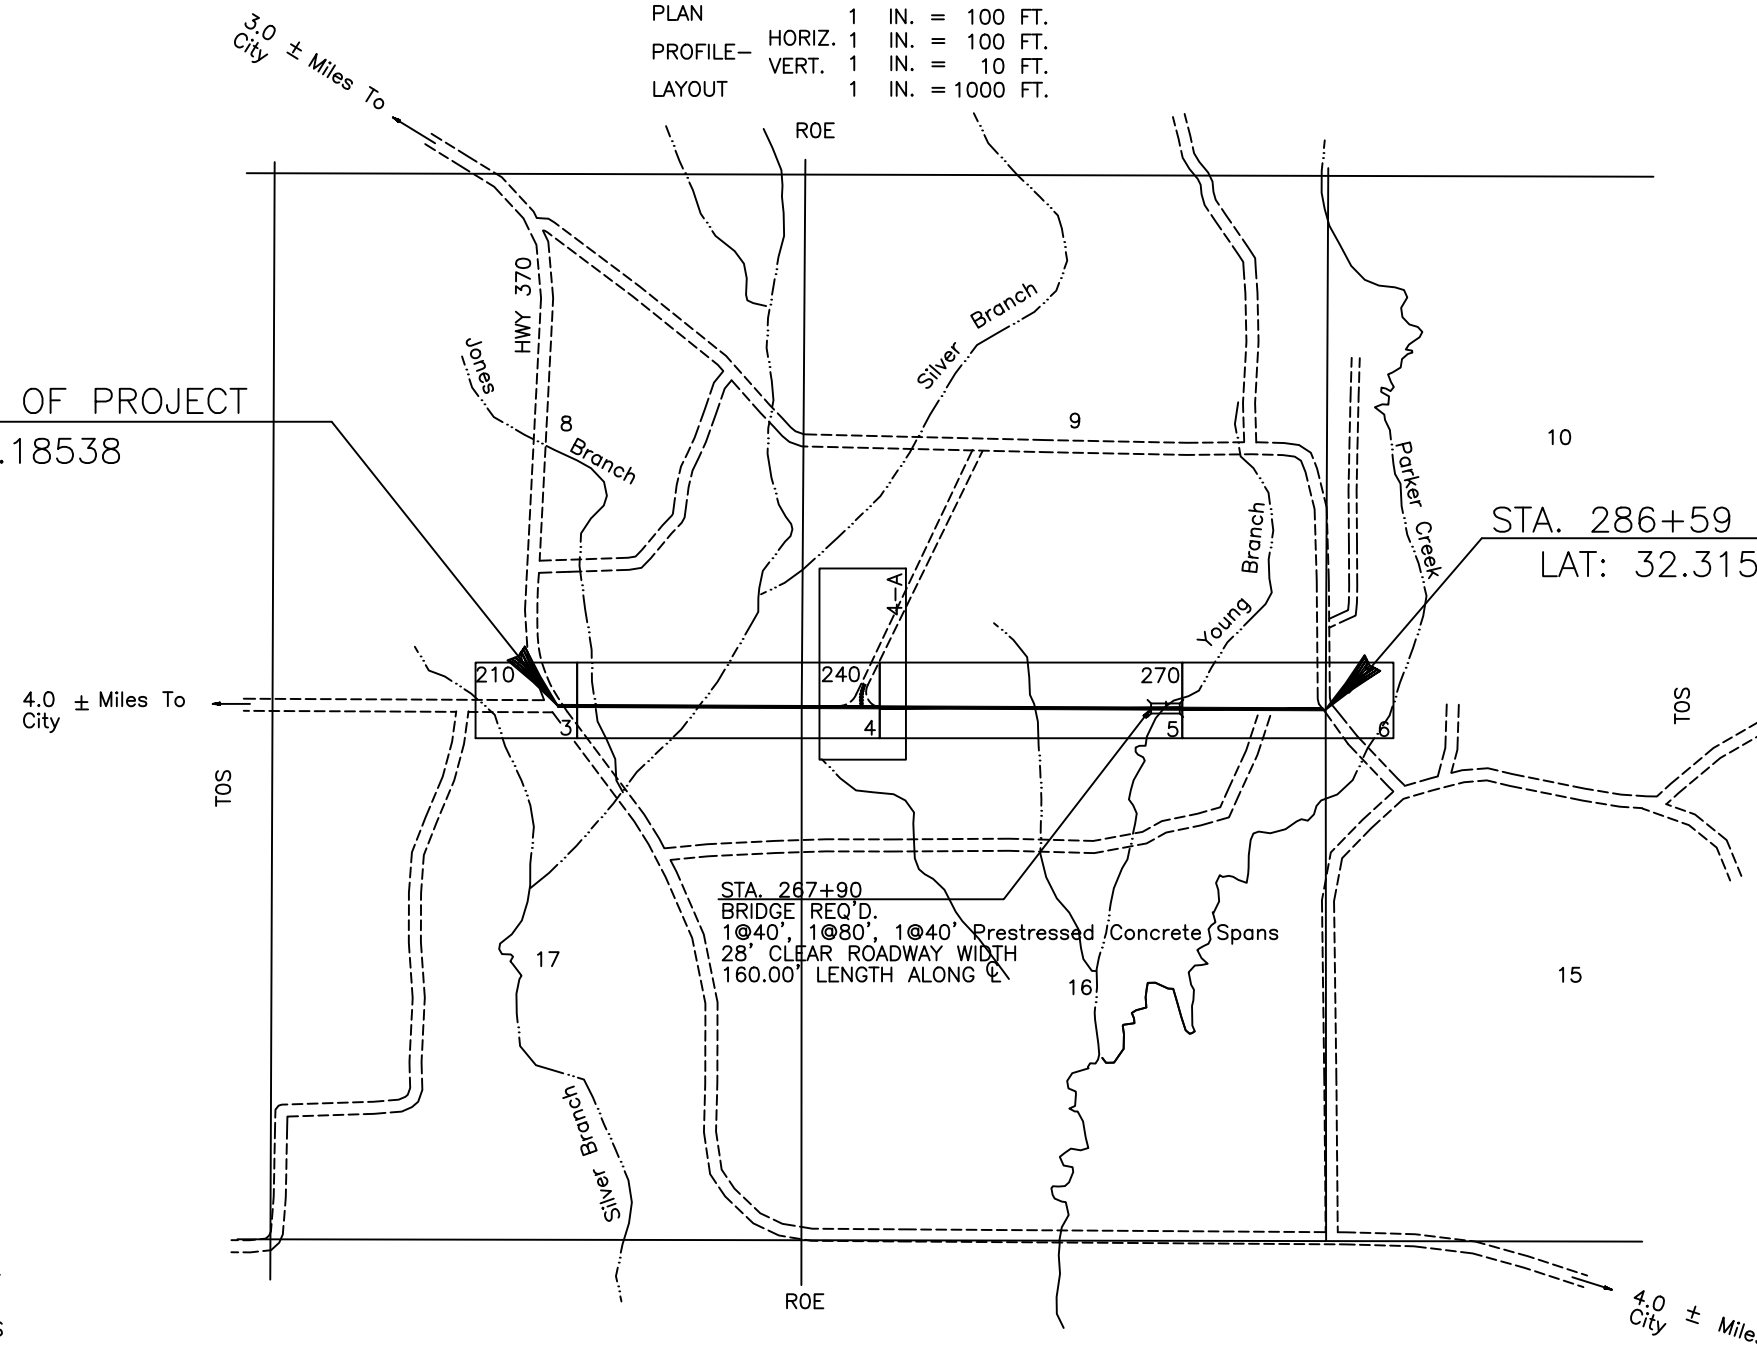 PLAN 1 IN. = 100 FT.
PROFILE- HORIZ. 1 IN. = 100 FT.
VERT. 1 IN. = 10 FT.
LAYOUT 1 IN. = 1000 FT.
3.0 ± Miles To
City
ROE
HWY 370
Jones
Branch
Silver
Branch
8
9
10
OF PROJECT
.18538
Parker Creek
STA. 286+59
LAT: 32.315
Young
Branch
4-A
210
240
270
3
4
5
6
4.0 ± Miles To
City
TOS
TOS
STA. 267+90
BRIDGE REQ'D.
1@40', 1@80', 1@40' Prestressed Concrete Spans
28' CLEAR ROADWAY WIDTH
160.00' LENGTH ALONG ℄
17
16
15
Silver Branch
ROE
4.0 ± Miles
City
S